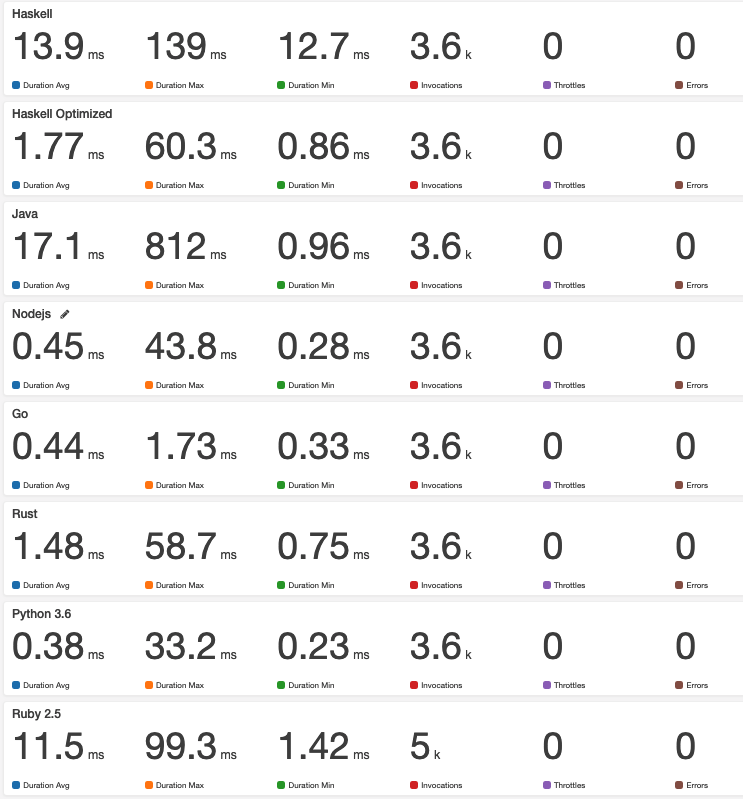 Haskell
13.9 ms 139 ms 12.7 ms 3.6 k 0 0
Duration Avg Duration Max Duration Min Invocations Throttles Errors
Haskell Optimized
1.77 ms 60.3 ms 0.86 ms 3.6 k 0 0
Duration Avg Duration Max Duration Min Invocations Throttles Errors
Java
17.1 ms 812 ms 0.96 ms 3.6 k 0 0
Duration Avg Duration Max Duration Min Invocations Throttles Errors
Nodejs
0.45 ms 43.8 ms 0.28 ms 3.6 k 0 0
Duration Avg Duration Max Duration Min Invocations Throttles Errors
Go
0.44 ms 1.73 ms 0.33 ms 3.6 k 0 0
Duration Avg Duration Max Duration Min Invocations Throttles Errors
Rust
1.48 ms 58.7 ms 0.75 ms 3.6 k 0 0
Duration Avg Duration Max Duration Min Invocations Throttles Errors
Python 3.6
0.38 ms 33.2 ms 0.23 ms 3.6 k 0 0
Duration Avg Duration Max Duration Min Invocations Throttles Errors
Ruby 2.5
11.5 ms 99.3 ms 1.42 ms 5 k 0 0
Duration Avg Duration Max Duration Min Invocations Throttles Errors